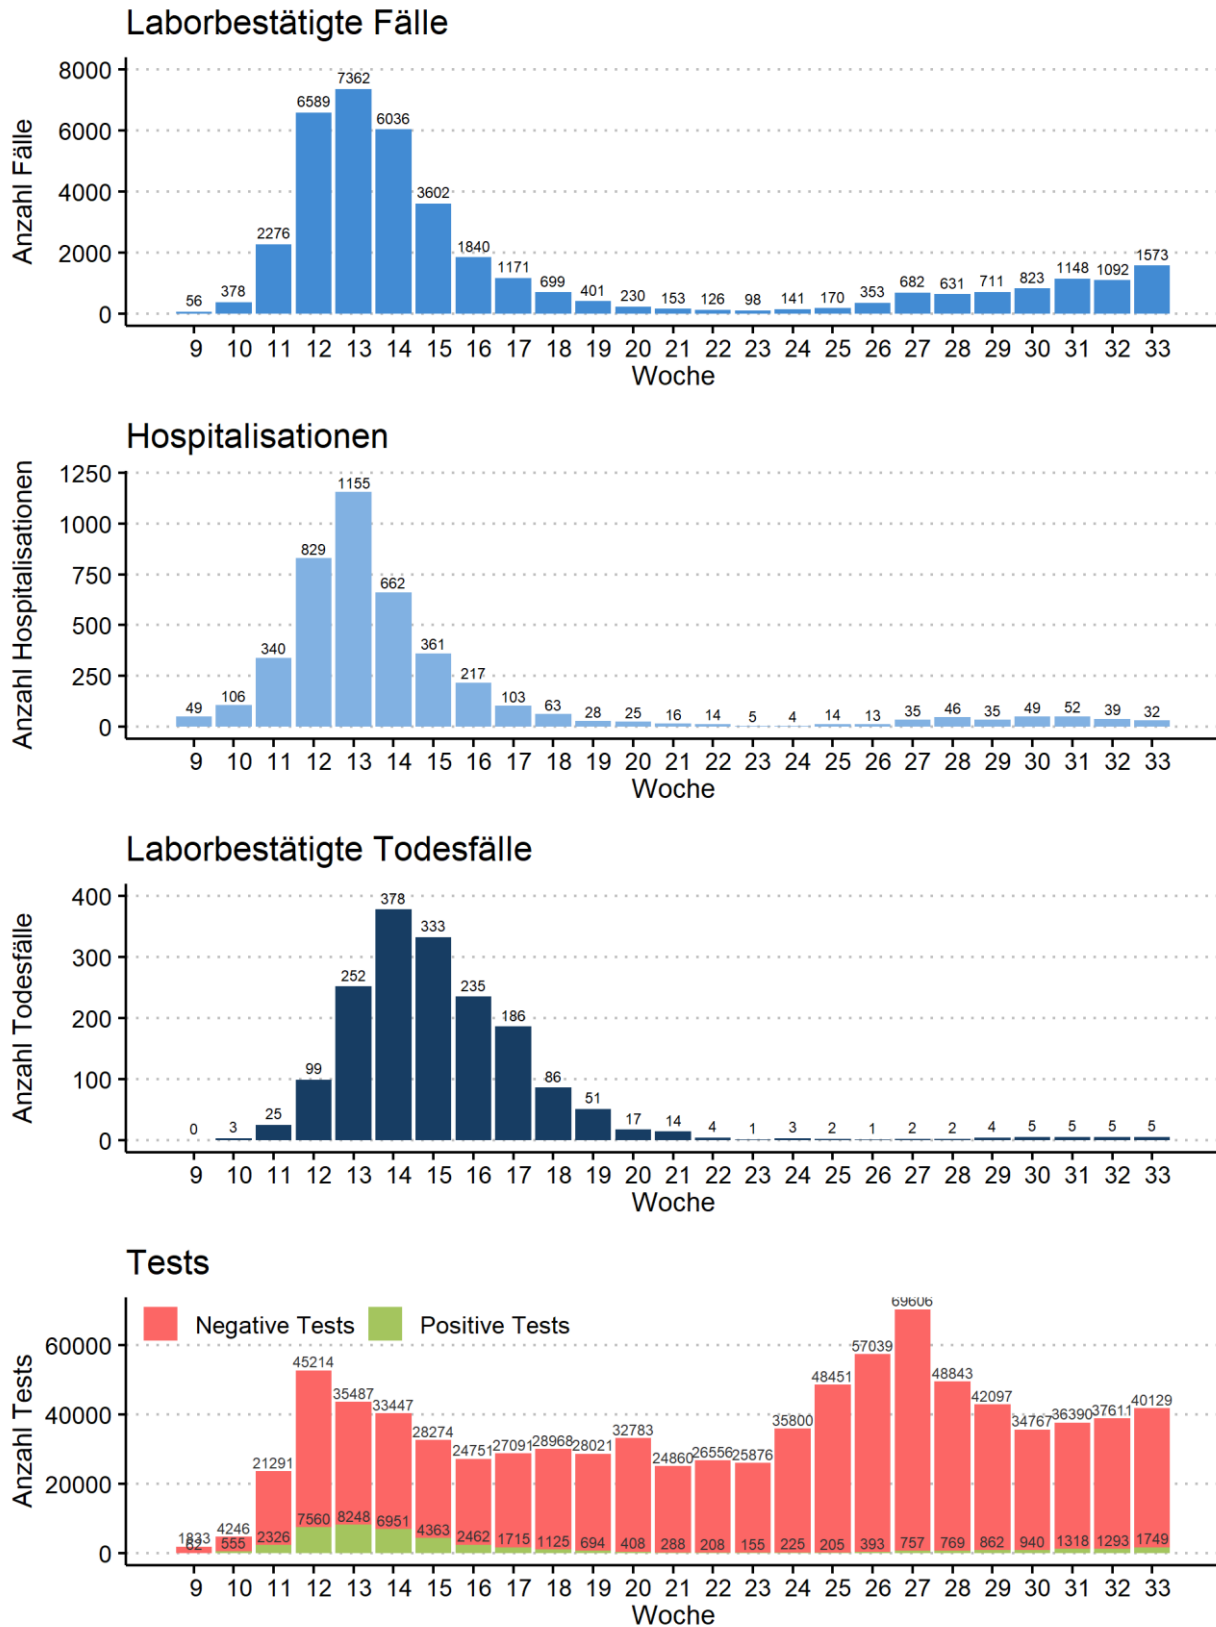 Laborbestätigte Fälle
Anzahl Fälle
8000
6000
4000
2000
0
56 378 2276 6589 7362 6036 3602 1840 1171 699 401 230 153 126 98 141 170 353 682 631 711 823 1148 1092 1573
9 10 11 12 13 14 15 16 17 18 19 20 21 22 23 24 25 26 27 28 29 30 31 32 33
Woche
Hospitalisationen
Anzahl Hospitalisationen
1250
1000
750
500
250
0
49 106 340 829 1155 662 361 217 103 63 28 25 16 14 5 4 14 13 35 46 35 49 52 39 32
9 10 11 12 13 14 15 16 17 18 19 20 21 22 23 24 25 26 27 28 29 30 31 32 33
Woche
Laborbestätigte Todesfälle
Anzahl Todesfälle
400
300
200
100
0
0 3 25 99 252 378 333 235 186 86 51 17 14 4 1 3 2 1 2 2 4 5 5 5 5
9 10 11 12 13 14 15 16 17 18 19 20 21 22 23 24 25 26 27 28 29 30 31 32 33
Woche
Tests
Negative Tests Positive Tests
Anzahl Tests
60000
40000
20000
0
1833 4246 21291 45214 35487 33447 28274 24751 27091 28968 28021 32783 24860 26556 25876 35800 48451 57039 69606 48843 42097 34767 36390 37611 40129
62 555 2326 7560 8248 6951 4363 2462 1715 1125 694 408 288 208 155 225 205 393 757 769 862 940 1318 1293 1749
9 10 11 12 13 14 15 16 17 18 19 20 21 22 23 24 25 26 27 28 29 30 31 32 33
Woche